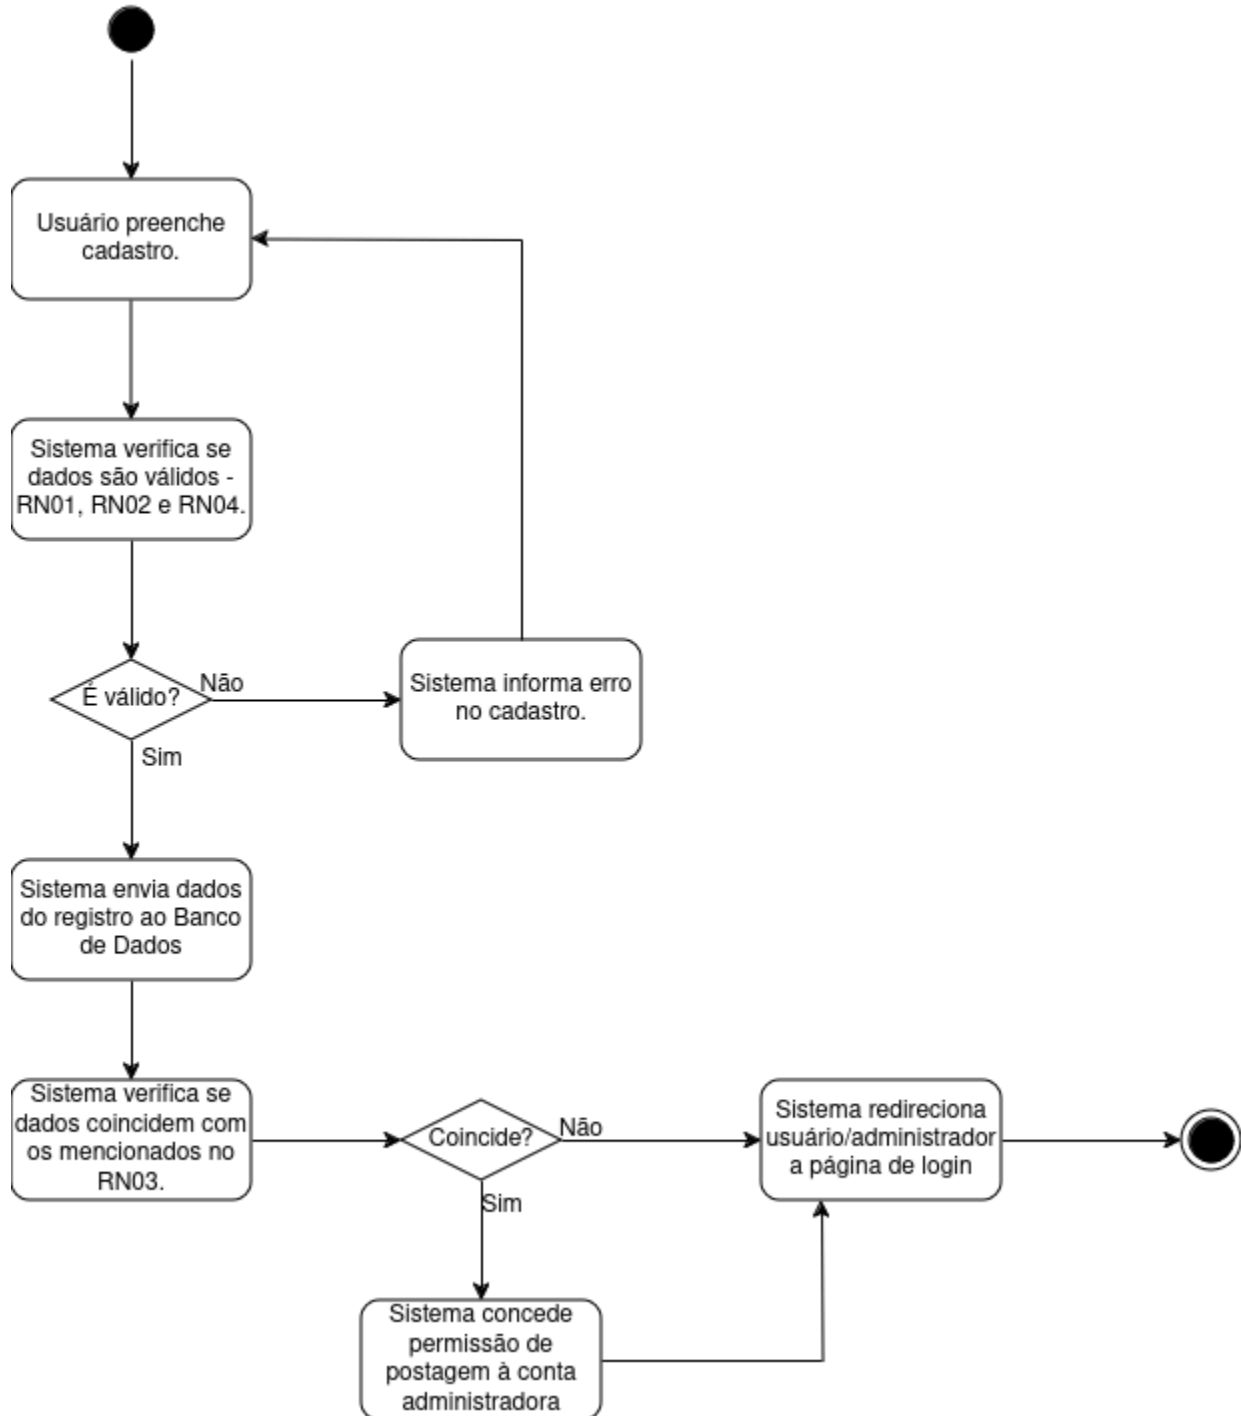 Usuário preenche
cadastro.
Sistema verifica se
dados são válidos -
RN01, RN02 e RN04.
É válido?
Não
Sistema informa erro
no cadastro.
Sim
Sistema envia dados
do registro ao Banco
de Dados
Sistema verifica se
dados coincidem com
os mencionados no
RN03.
Coincide?
Não
Sistema redireciona
usuário/administrador
a página de login
Sim
Sistema concede
permissão de
postagem à conta
administradora